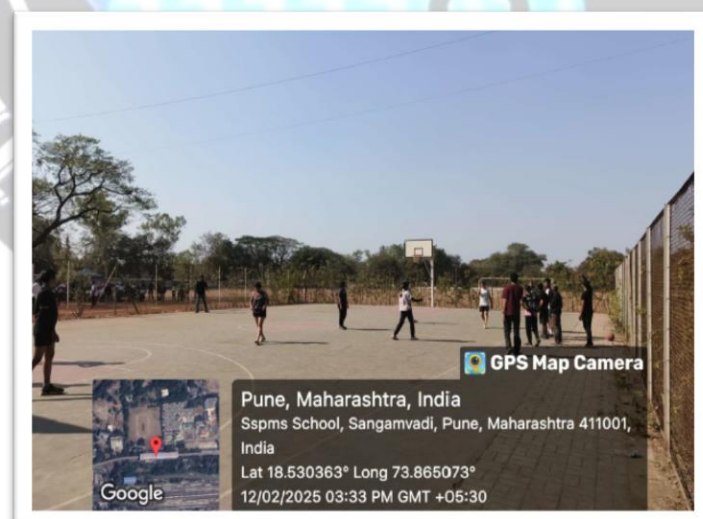 GPS Map Camera
Pune, Maharashtra, India
Sspms School, Sangamvadi, Pune, Maharashtra 411001,
India
Lat 18.530363° Long 73.865073°
12/02/2025 03:33 PM GMT +05:30
Google